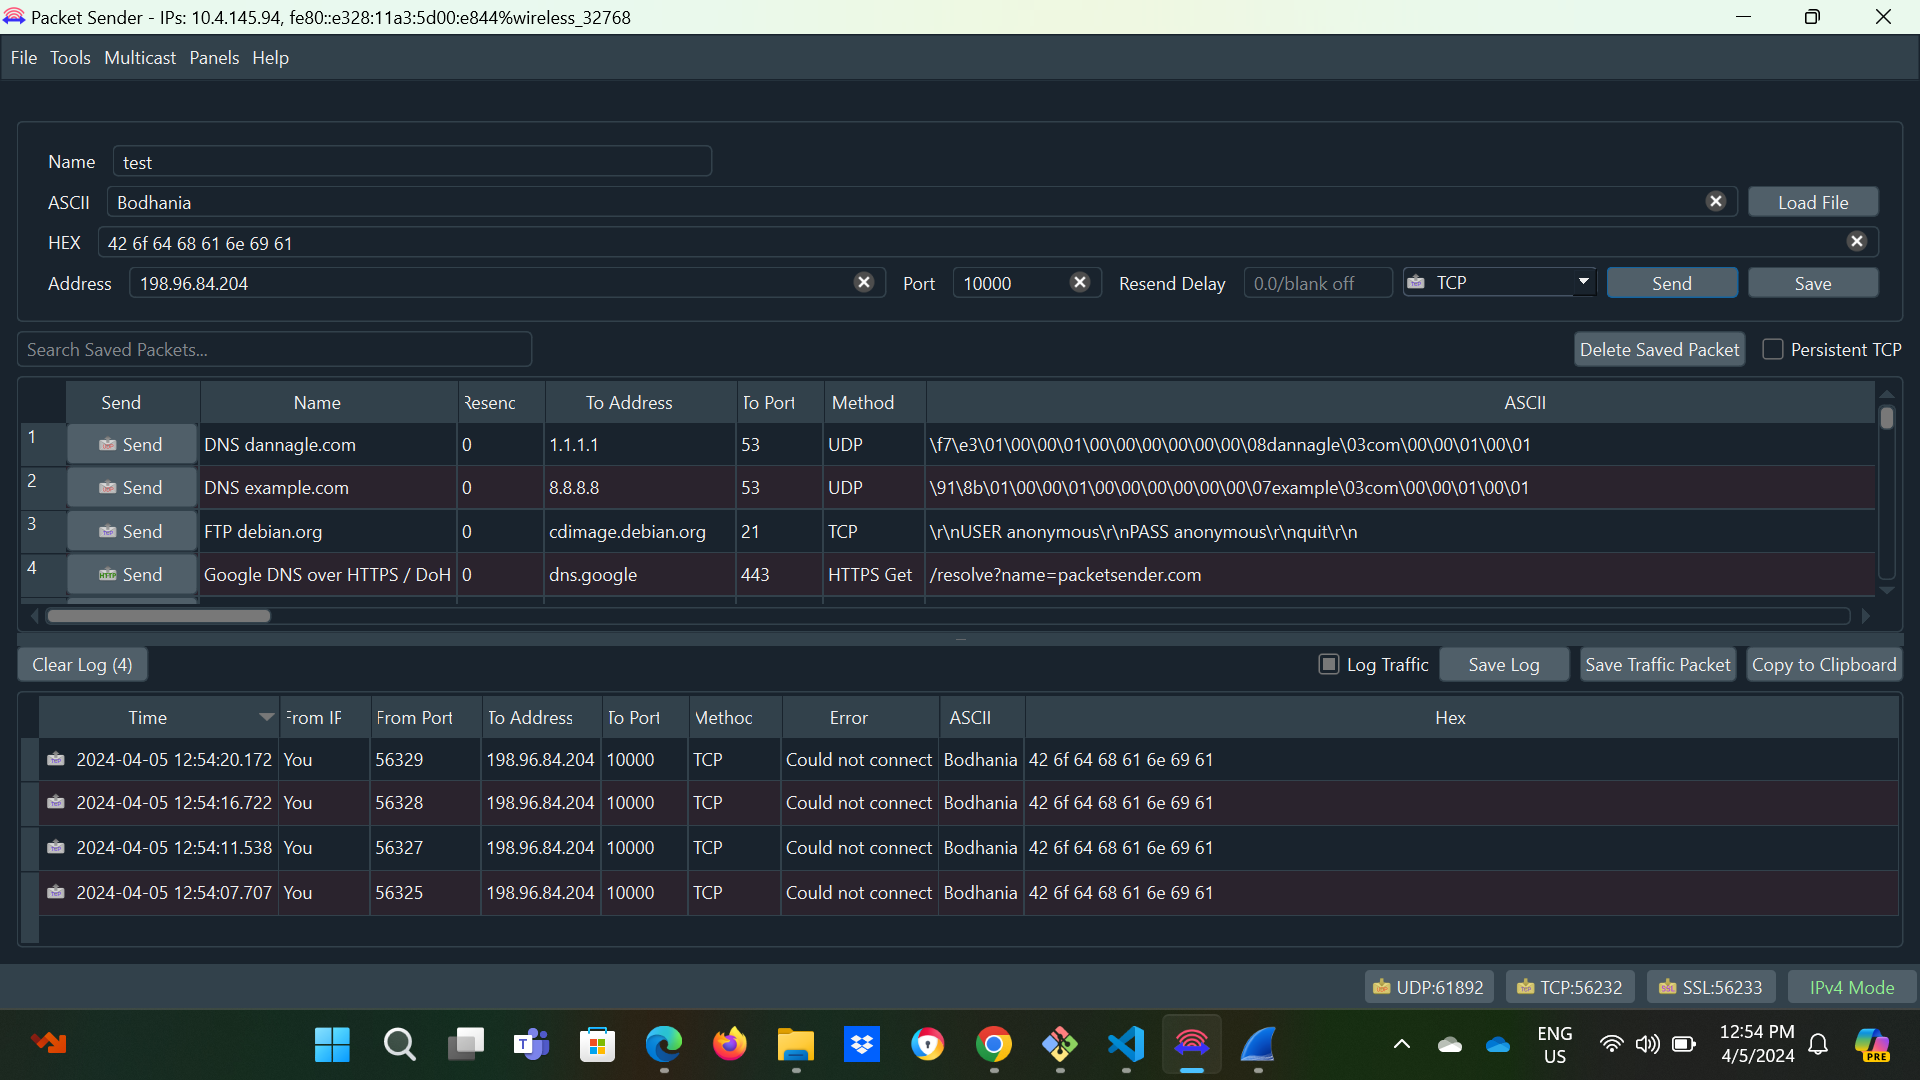 Packet Sender - IPs: 10.4.145.94, fe80::e328:11a3:5d00:e844%wireless_32768
File Tools Multicast Panels Help
Name test
ASCII Bodhania Load File
HEX 42 6f 64 68 61 6e 69 61
Address 198.96.84.204 Port 10000 Resend Delay 0.0/blank off TCP Send Save
Search Saved Packets... Delete Saved Packet Persistent TCP
Send Name Resenc To Address To Port Method ASCII
1 Send DNS dannagle.com 0 1.1.1.1 53 UDP \f7\e3\01\00\00\01\00\00\00\00\00\00\08dannagle\03com\00\00\01\00\01
2 Send DNS example.com 0 8.8.8.8 53 UDP \91\8b\01\00\00\01\00\00\00\00\00\00\07example\03com\00\00\01\00\01
3 Send FTP debian.org 0 cdimage.debian.org 21 TCP \r\nUSER anonymous\r\nPASS anonymous\r\nquit\r\n
4 Send Google DNS over HTTPS / DoH 0 dns.google 443 HTTPS Get /resolve?name=packetsender.com
Clear Log (4) Log Traffic Save Log Save Traffic Packet Copy to Clipboard
Time From IP From Port To Address To Port Method Error ASCII Hex
2024-04-05 12:54:20.172 You 56329 198.96.84.204 10000 TCP Could not connect Bodhania 42 6f 64 68 61 6e 69 61
2024-04-05 12:54:16.722 You 56328 198.96.84.204 10000 TCP Could not connect Bodhania 42 6f 64 68 61 6e 69 61
2024-04-05 12:54:11.538 You 56327 198.96.84.204 10000 TCP Could not connect Bodhania 42 6f 64 68 61 6e 69 61
2024-04-05 12:54:07.707 You 56325 198.96.84.204 10000 TCP Could not connect Bodhania 42 6f 64 68 61 6e 69 61
UDP:61892 TCP:56232 SSL:56233 IPv4 Mode
ENG US 12:54 PM
4/5/2024 PRE